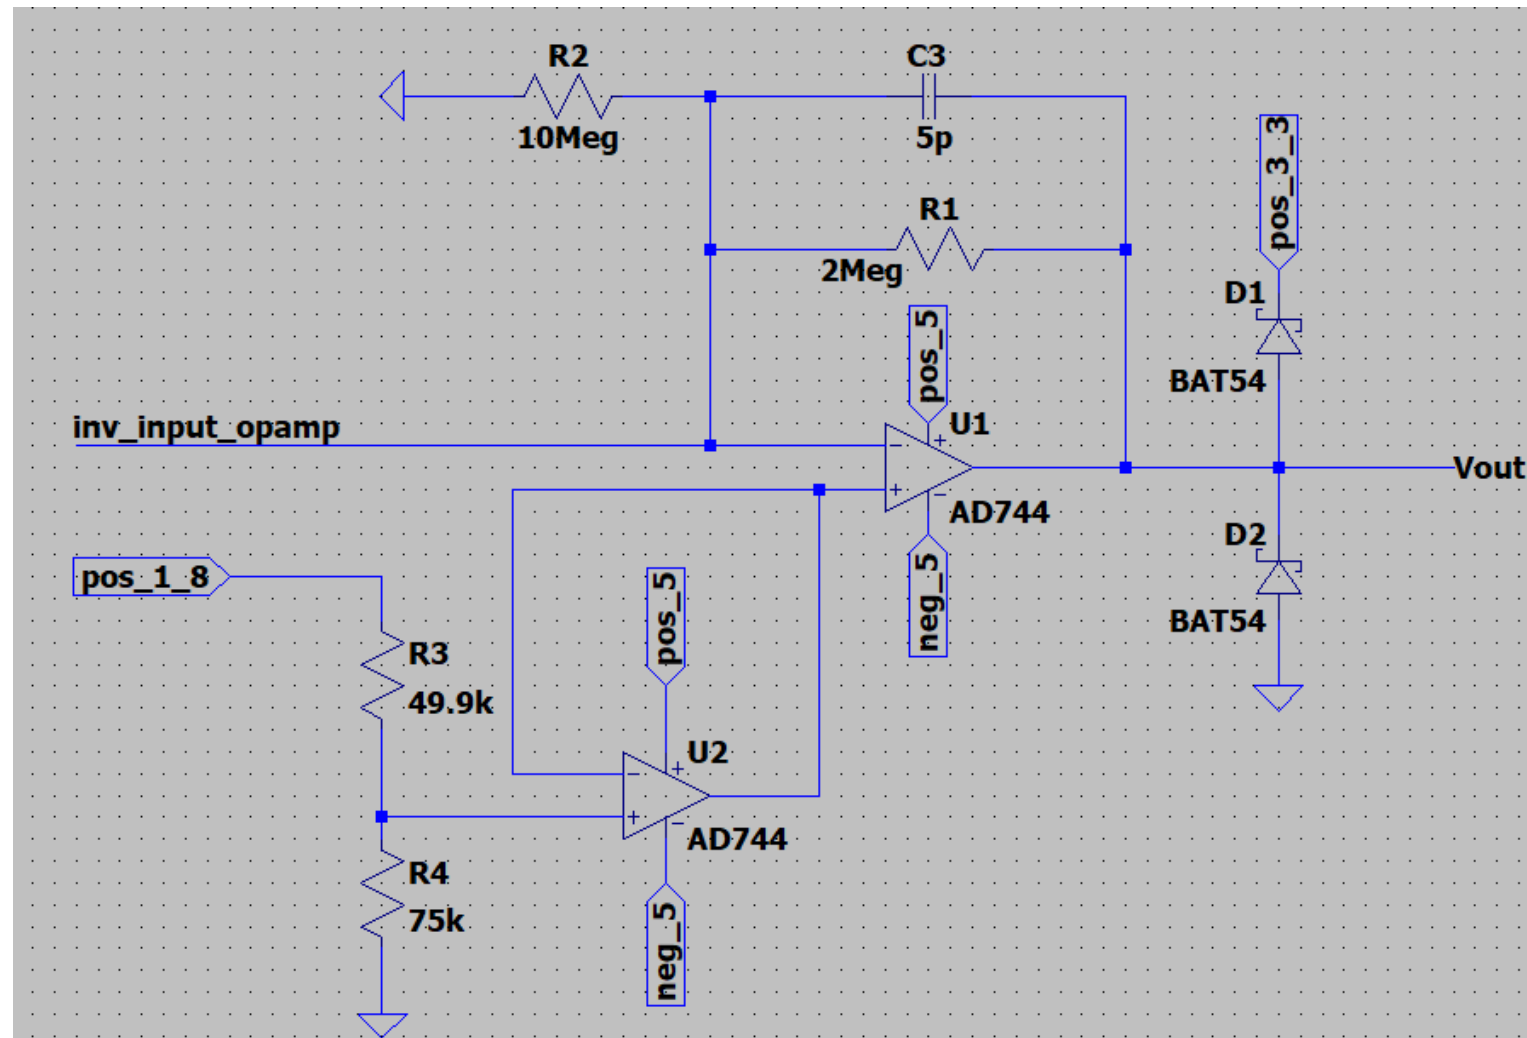 R2
C3
10Meg
5p
pos_3_3
R1
2Meg
D1
pos_5
BAT54
inv_input_opamp
U1
+
-
+
-
Vout
AD744
D2
pos_1_8
neg_5
pos_5
BAT54
R3
49.9k
U2
+
-
+
-
AD744
R4
75k
neg_5